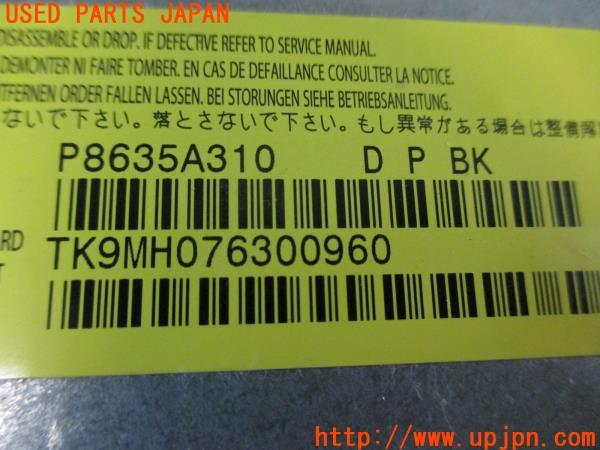 USED PARTS JAPAN
DISASSEMBLE OR DROP. IF DEFECTIVE REFER TO SERVICE MANUAL.
DEMONTER NI FAIRE TOMBER. EN CAS DE DEFAILLANCE CONSULTER LA NOTICE.
TFERNEN ORDER FALLEN LASSEN. BEI STORUNGEN SIEHE BETRIEBSANLEITUNG.
ないで下さい。落とさないで下さい。もし異常がある場合は整備解
P8635A310 D P BK
ARD
TK9MH076300960
T
http://www.upjpn.com/